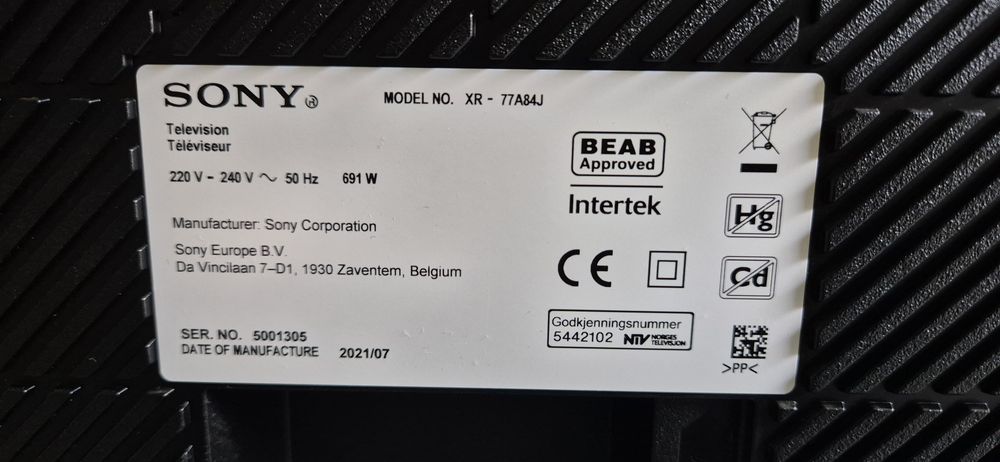 SONY®
MODEL NO. XR - 77A84J
Television
Téléviseur
220 V - 240 V ~ 50 Hz 691 W
BEAB
Approved
Intertek
Manufacturer: Sony Corporation
Sony Europe B.V.
Da Vincilaan 7–D1, 1930 Zaventem, Belgium
Hg
CE
Cd
SER. NO. 5001305
DATE OF MANUFACTURE 2021/07
Godkjenningsnummer
5442102 NTV NORGES TELEVISJON
>PP<